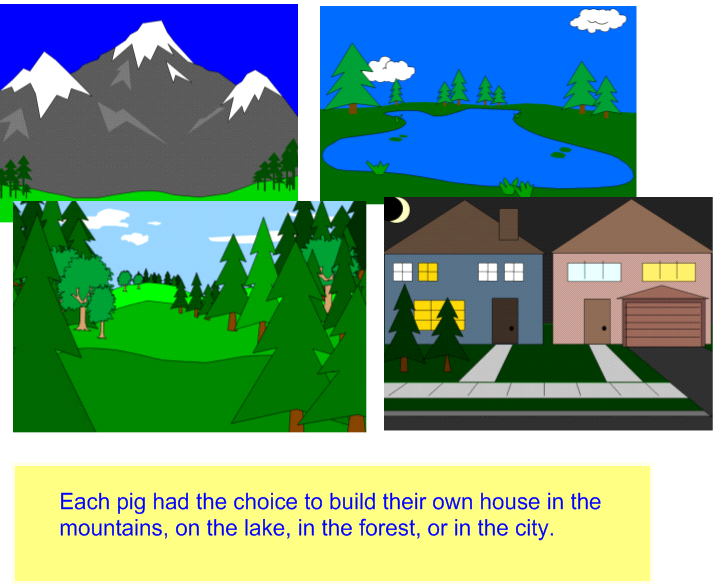 Each pig had the choice to build their own house in the
mountains, on the lake, in the forest, or in the city.